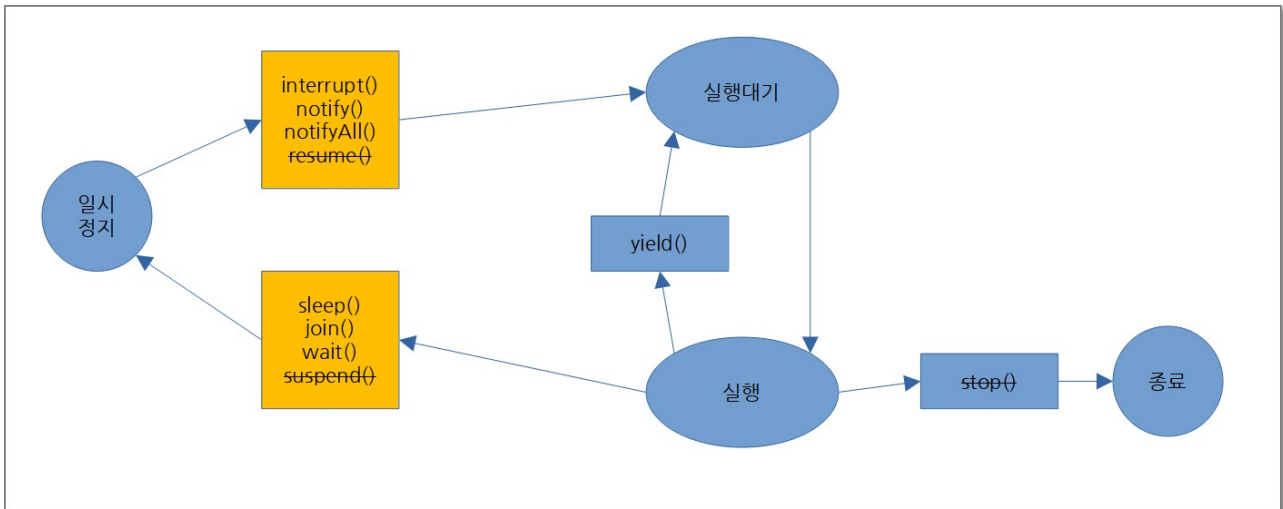 interrupt()
notify()
notifyAll()
resume()
실행대기
일시
정지
yield()
sleep()
join()
wait()
suspend()
실행
stop()
종료